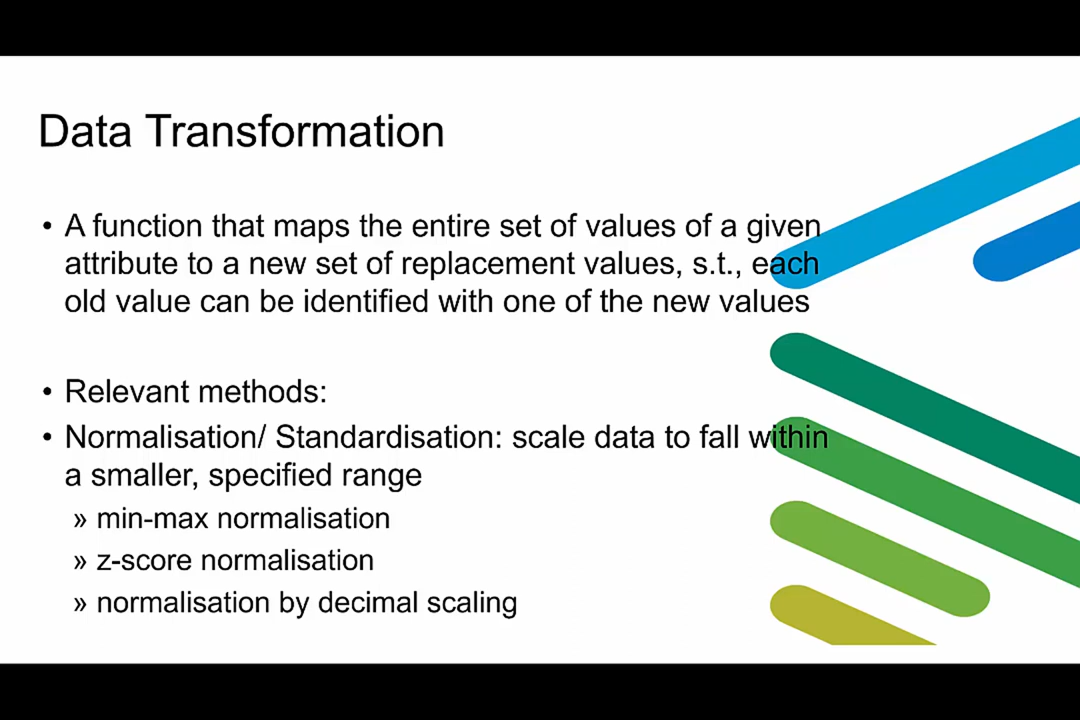 Data Transformation
• A function that maps the entire set of values of a given
attribute to a new set of replacement values, s.t., each
old value can be identified with one of the new values
• Relevant methods:
• Normalisation/ Standardisation: scale data to fall within
a smaller, specified range
» min-max normalisation
» z-score normalisation
» normalisation by decimal scaling